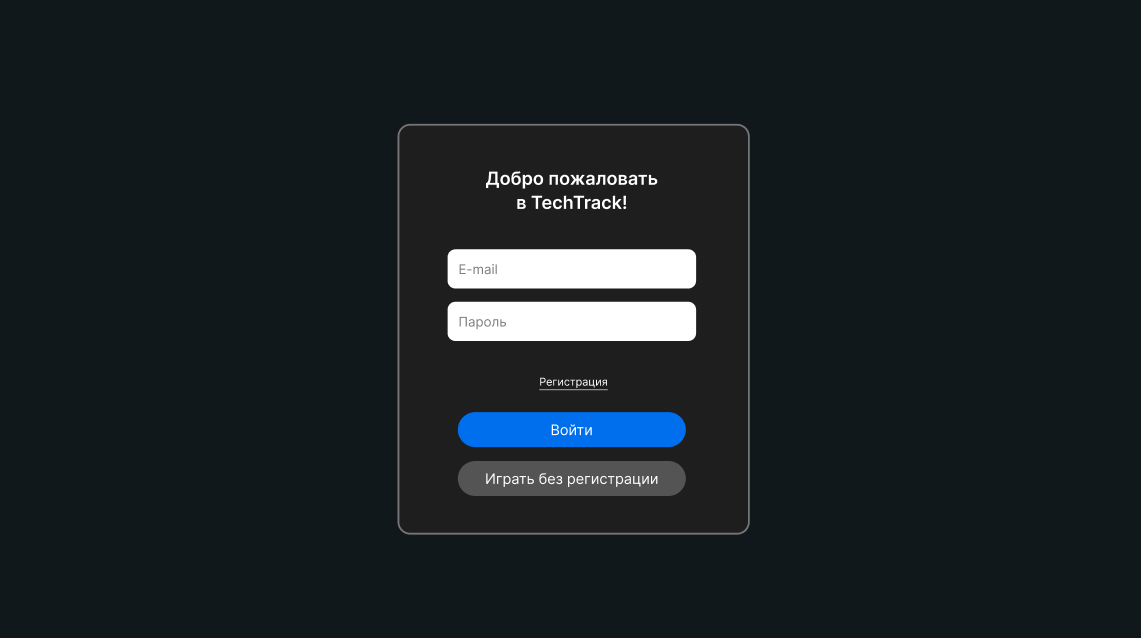 Добро пожаловать
в TechTrack!
E-mail
Пароль
Регистрация
Войти
Играть без регистрации